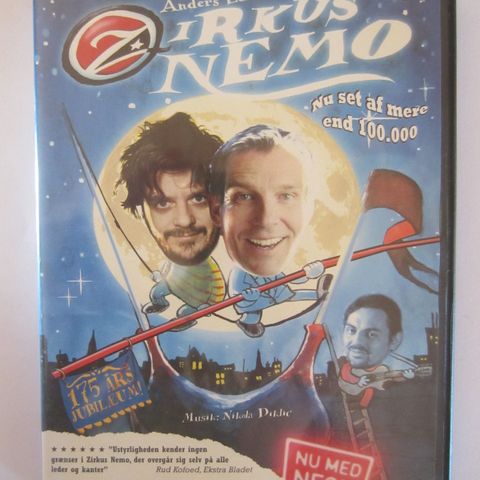 Anders
ZIRKUS
NEMO
Nu set af mere
end 100.000
175 ÅRS
JUBILÆUM!
Musik: Nikola Diklić
★★★★★★ "Ustyrligheden kender ingen
grænser i Zirkus Nemo, der overgår sig selv på alle
leder og kanter" Rud Kofoed, Ekstra Bladet
NU MED